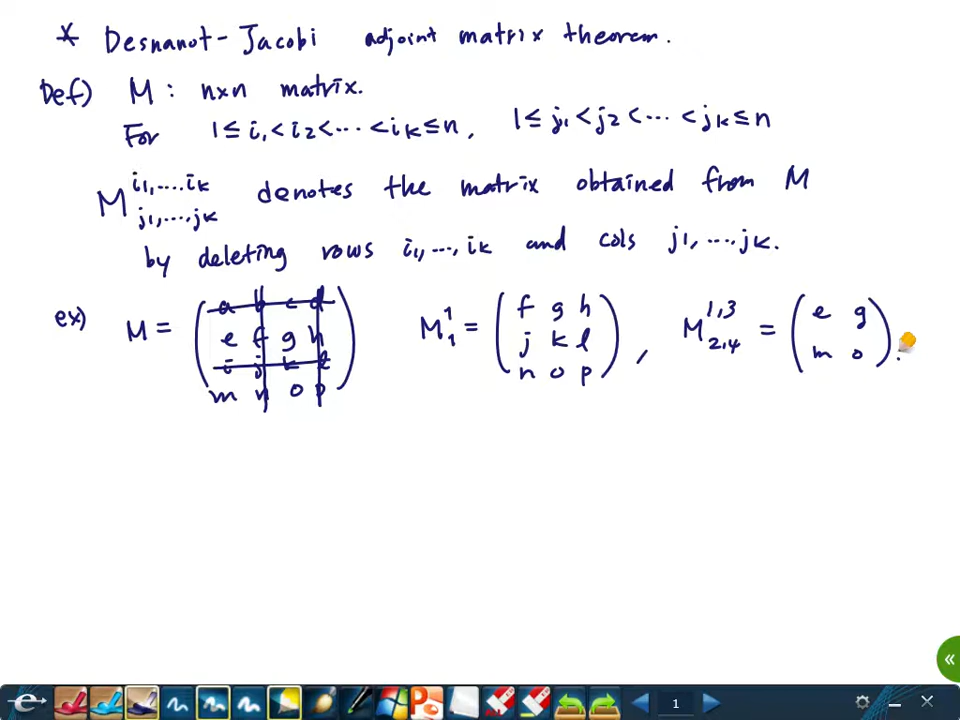 * Desnanot-Jacobi adjoint matrix theorem.
Def) M : n×n matrix.
For 1 ≤ i1 < i2 < ... < ik ≤ n, 1 ≤ j1 < j2 < ... < jk ≤ n
M^{i1,...,ik}_{j1,...,jk} denotes the matrix obtained from M
by deleting rows i1, ..., ik and cols j1, ... jk.
ex) M = ( a b c d / e f g h / i j k l / m n o p ) M^1_1 = ( f g h / j k l / n o p ) , M^{1,3}_{2,4} = ( e g / m o ) .
1